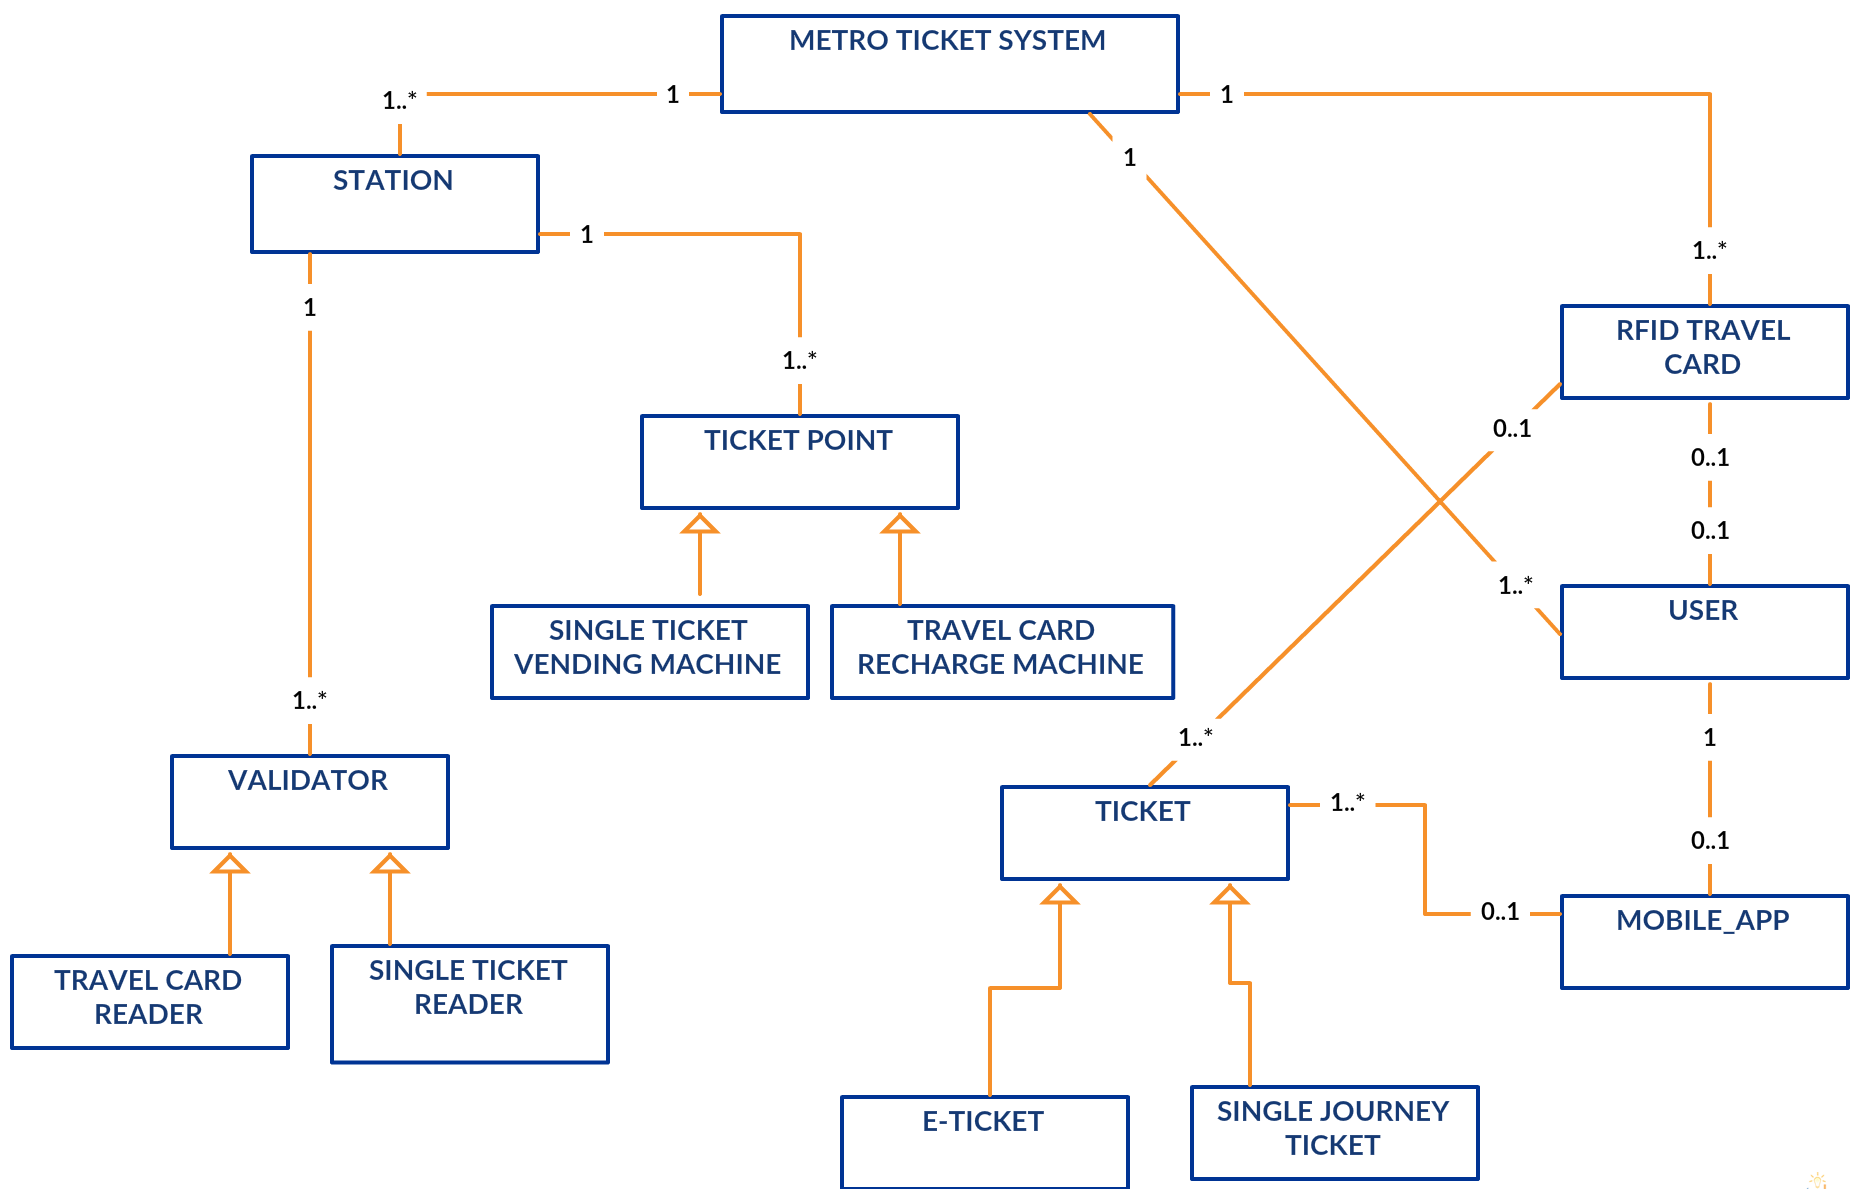 METRO TICKET SYSTEM
1..*
1
1
1
STATION
1
1..*
1
1..*
RFID TRAVEL
CARD
0..1
0..1
0..1
TICKET POINT
1..*
USER
SINGLE TICKET
VENDING MACHINE
TRAVEL CARD
RECHARGE MACHINE
1..*
1..*
1
VALIDATOR
TICKET
1..*
0..1
0..1
MOBILE_APP
TRAVEL CARD
READER
SINGLE TICKET
READER
E-TICKET
SINGLE JOURNEY
TICKET